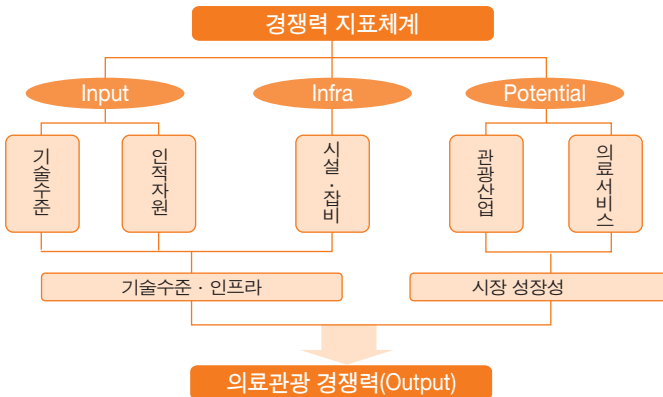 경쟁력 지표체계
Input
Infra
Potential
기술수준
인적자원
시설·잡비
관광산업
의료서비스
기술수준 · 인프라
시장 성장성
의료관광 경쟁력(Output)